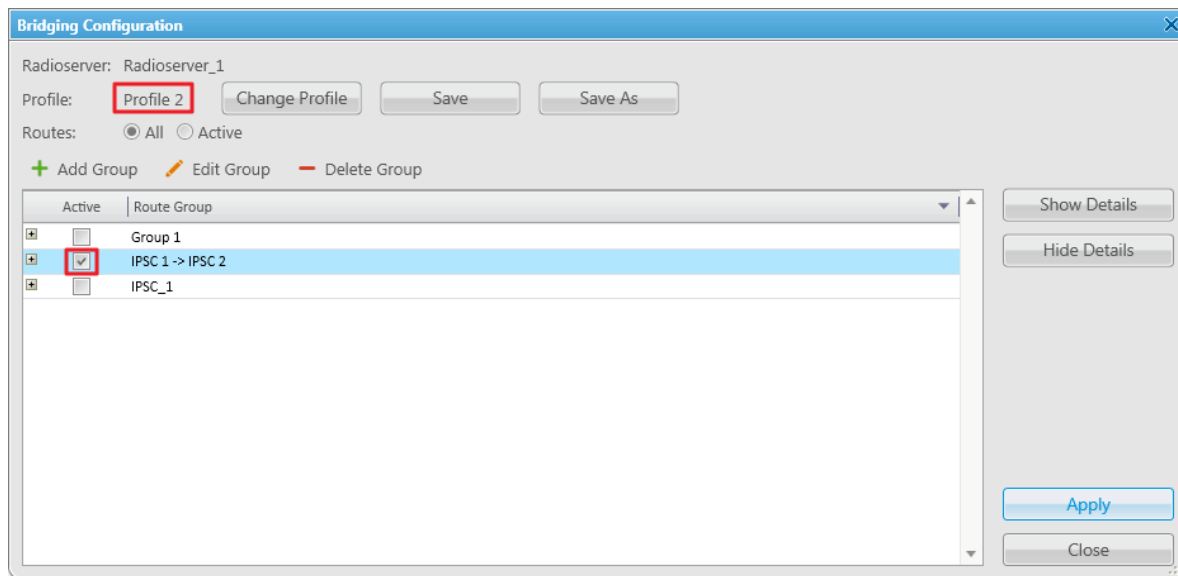 Bridging Configuration
Radioserver: Radioserver_1
Profile: Profile 2 Change Profile Save Save As
Routes: All Active
Add Group Edit Group Delete Group
Active Route Group
Group 1
IPSC 1 -> IPSC 2
IPSC_1
Show Details
Hide Details
Apply
Close